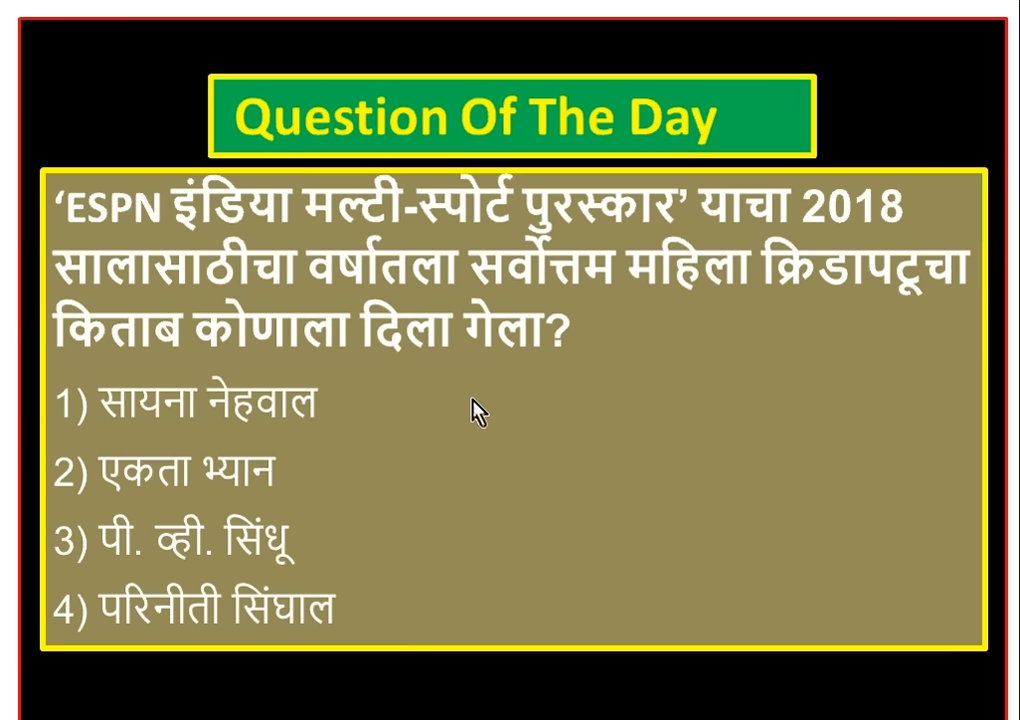 Question Of The Day
‘ESPN इंडिया मल्टी-स्पोर्ट पुरस्कार’ याचा 2018
सालासाठीचा वर्षातला सर्वोत्तम महिला क्रिडापटूचा
किताब कोणाला दिला गेला?
1) सायना नेहवाल
2) एकता भ्यान
3) पी. व्ही. सिंधू
4) परिनीती सिंघाल